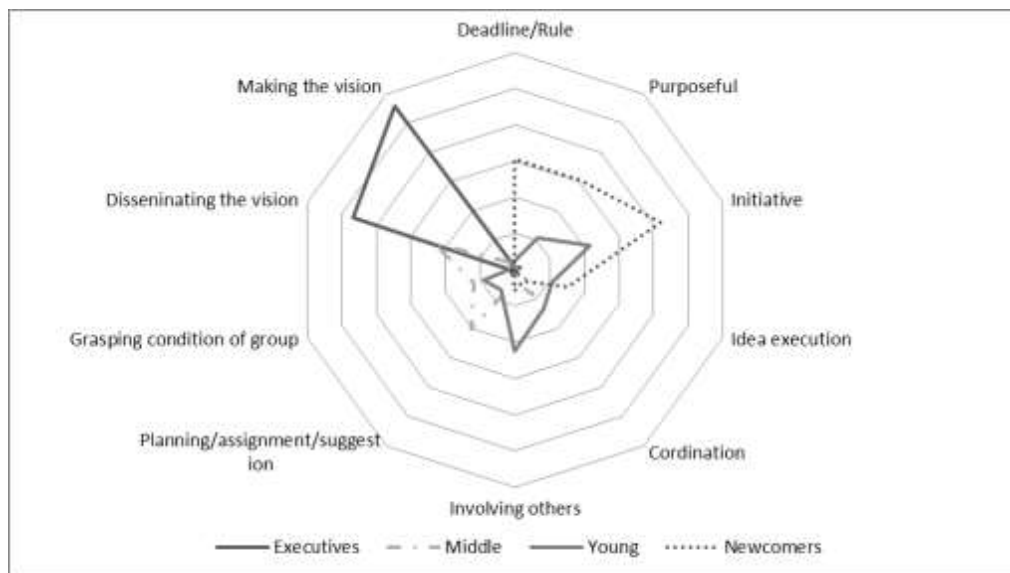 Deadline/Rule
Making the vision
Purposeful
Disseninating the vision
Initiative
Grasping condition of group
Idea execution
Planning/assignment/suggest
ion
Cordination
Involving others
Executives
Middle
Young
Newcomers